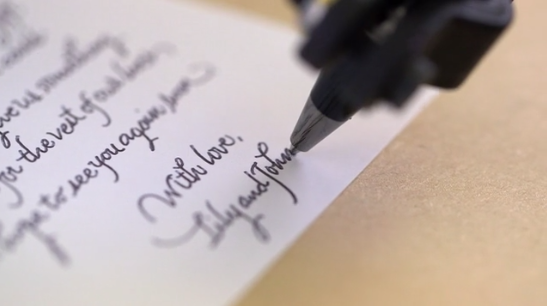 give us something
for the rest of our lives,
Hope to see you again, soon
With love,
Lily and John